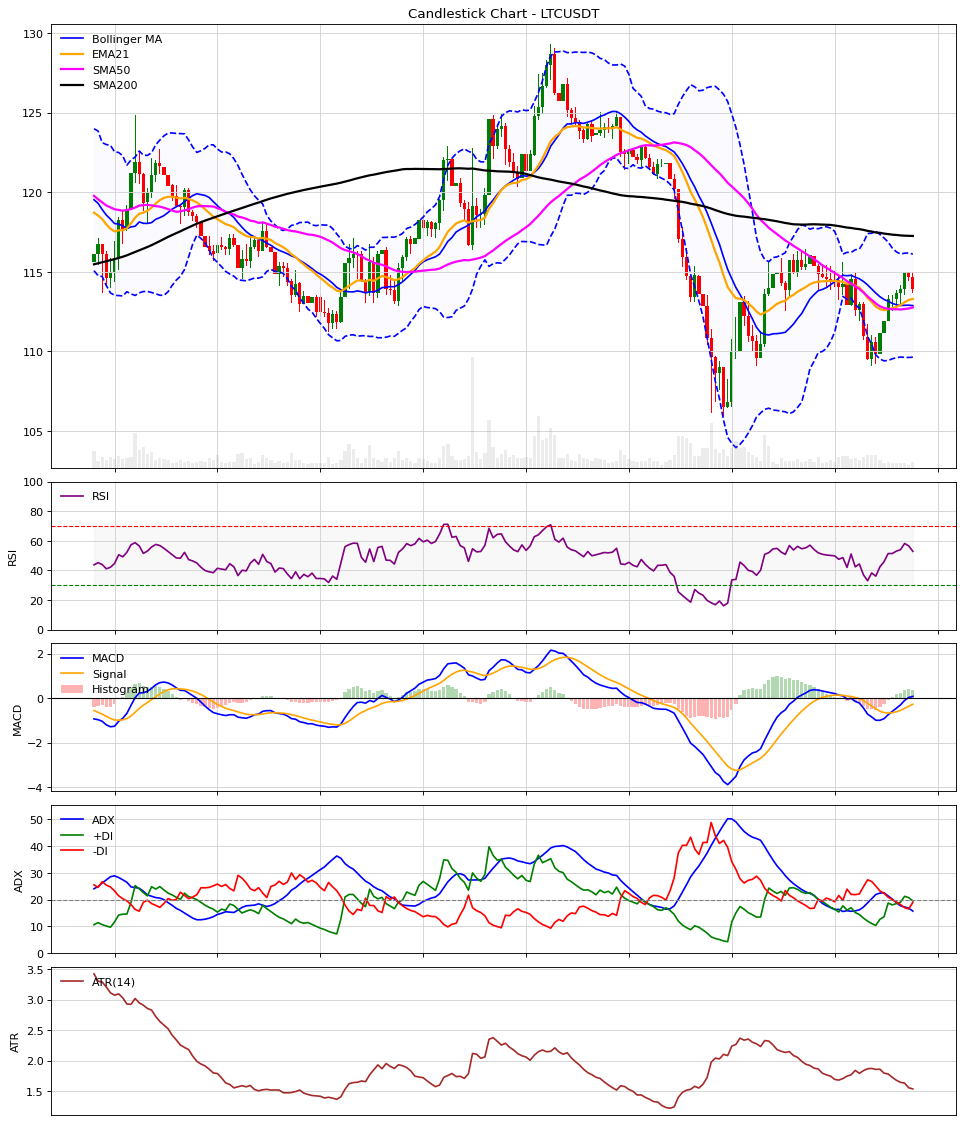 Candlestick Chart - LTCUSDT
130
125
120
115
110
105
Bollinger MA
EMA21
SMA50
SMA200
100
80
60
40
20
0
RSI
RSI
2
0
−2
−4
MACD
MACD
Signal
Histogram
50
40
30
20
10
0
ADX
ADX
+DI
-DI
3.5
3.0
2.5
2.0
1.5
ATR
ATR(14)